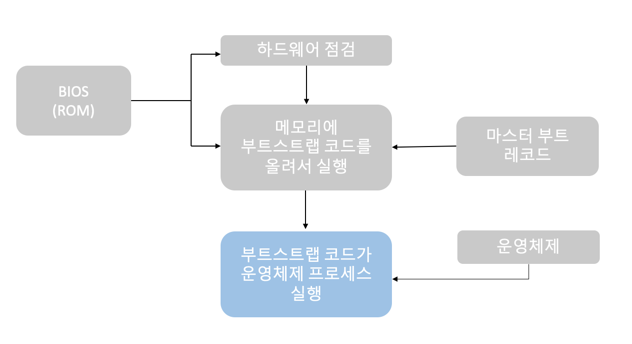 하드웨어 점검
BIOS
(ROM)
메모리에
부트스트랩 코드를
올려서 실행
마스터 부트
레코드
부트스트랩 코드가
운영체제 프로세스
실행
운영체제